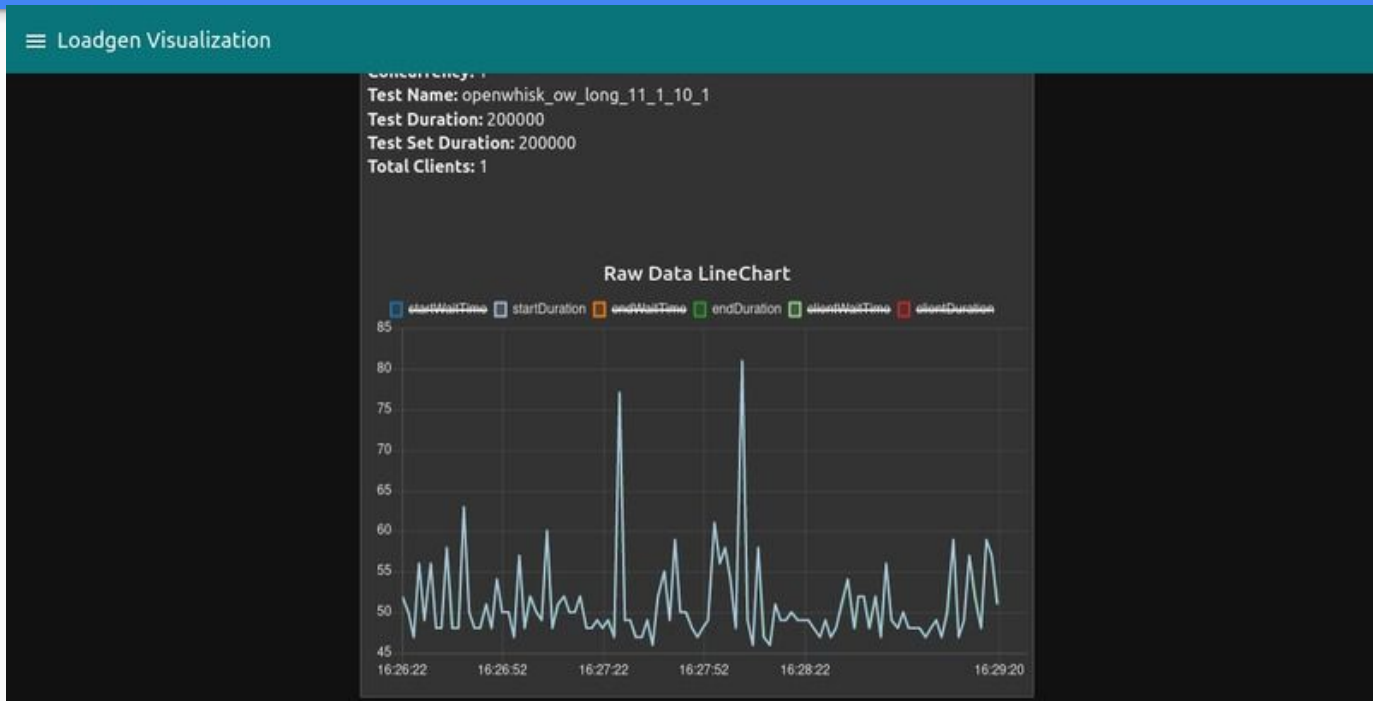 Loadgen Visualization
Concurrency: 1
Test Name: openwhisk_ow_long_11_1_10_1
Test Duration: 200000
Test Set Duration: 200000
Total Clients: 1
Raw Data LineChart
startWaitTime startDuration endWaitTime endDuration clientWaitTime clientDuration
85
80
75
70
65
60
55
50
45
16:26:22 16:26:52 16:27:22 16:27:52 16:28:22 16:29:20